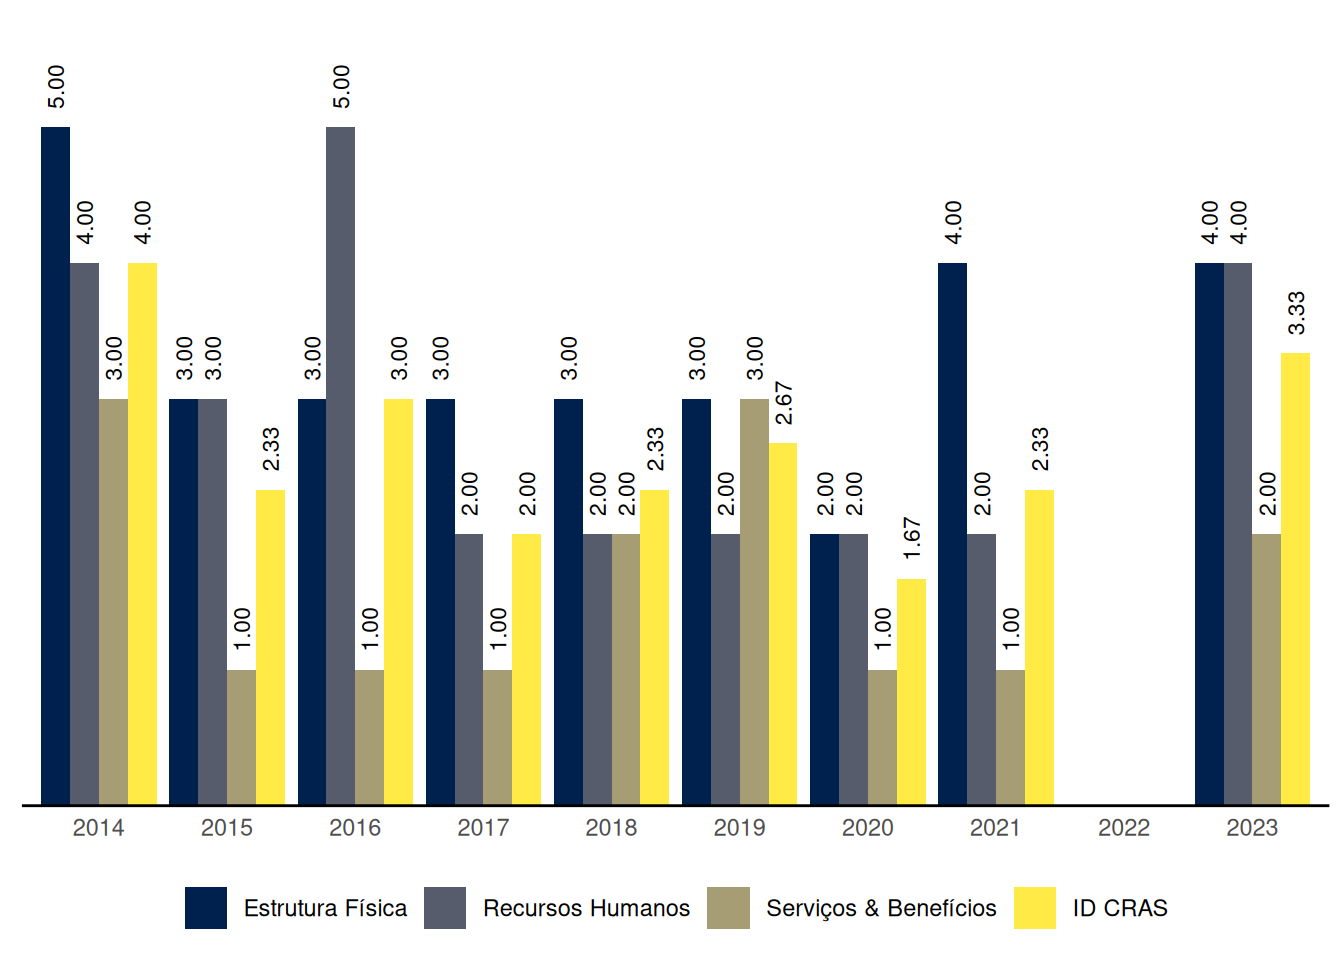 5.00 5.00
4.00 4.00 4.00 4.00 4.00
3.33
3.00 3.00 3.00 3.00 3.00 3.00 3.00 3.00 3.00
2.67
2.33 2.33 2.33
2.00 2.00 2.00 2.00 2.00 2.00 2.00 2.00 2.00
1.67
1.00 1.00 1.00 1.00 1.00
2014 2015 2016 2017 2018 2019 2020 2021 2022 2023
Estrutura Física Recursos Humanos Serviços & Benefícios ID CRAS